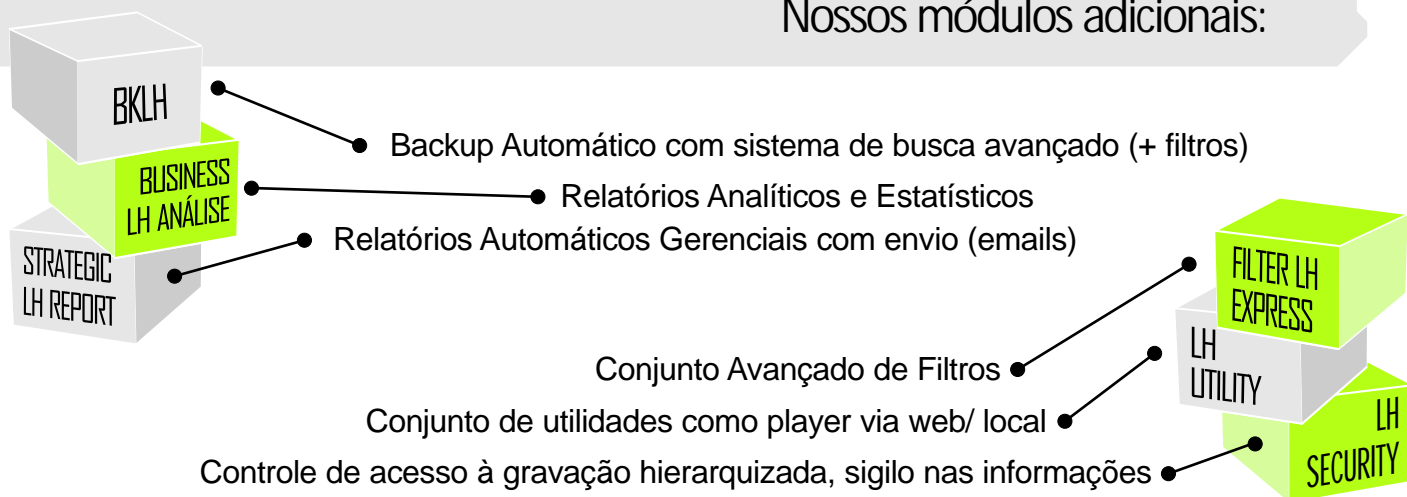 Nossos módulos adicionais:
BKLH
Backup Automático com sistema de busca avançado (+ filtros)
BUSINESS
LH ANÁLISE
Relatórios Analíticos e Estatísticos
STRATEGIC
LH REPORT
Relatórios Automáticos Gerenciais com envio (emails)
FILTER LH
EXPRESS
Conjunto Avançado de Filtros
LH
UTILITY
Conjunto de utilidades como player via web/ local
LH
SECURITY
Controle de acesso à gravação hierarquizada, sigilo nas informações